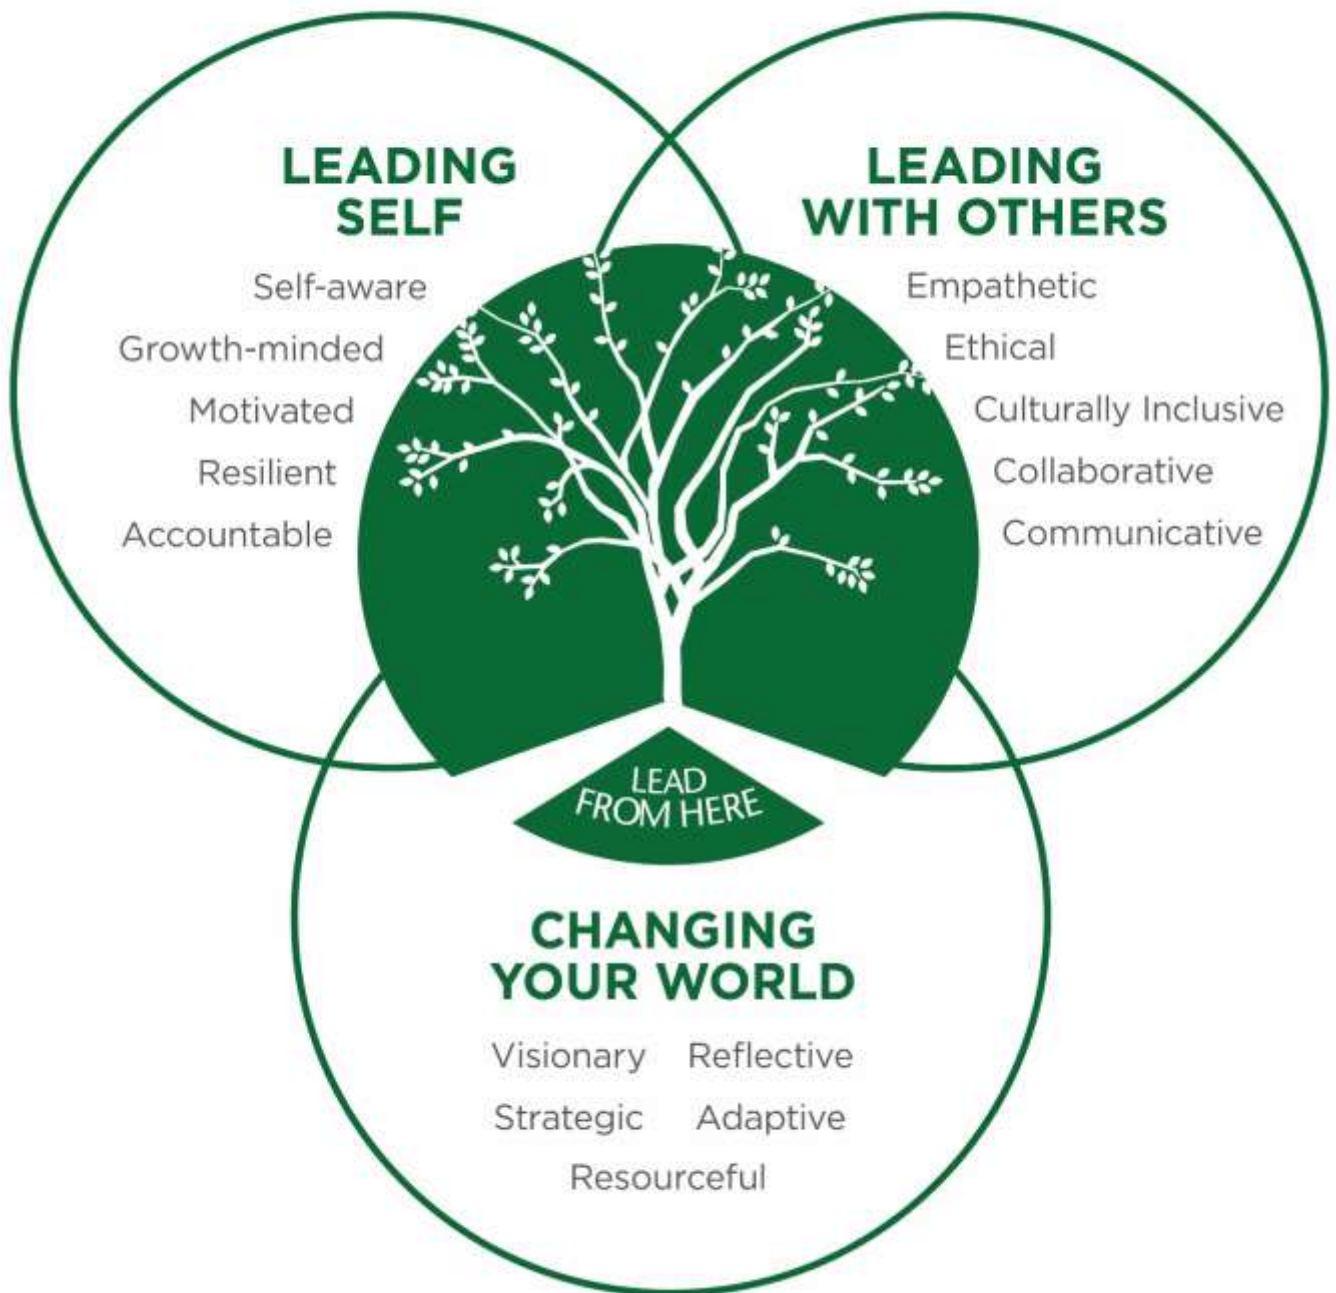 LEADING
SELF
Self-aware
Growth-minded
Motivated
Resilient
Accountable
LEADING
WITH OTHERS
Empathetic
Ethical
Culturally Inclusive
Collaborative
Communicative
LEAD
FROM HERE
CHANGING
YOUR WORLD
Visionary Reflective
Strategic Adaptive
Resourceful